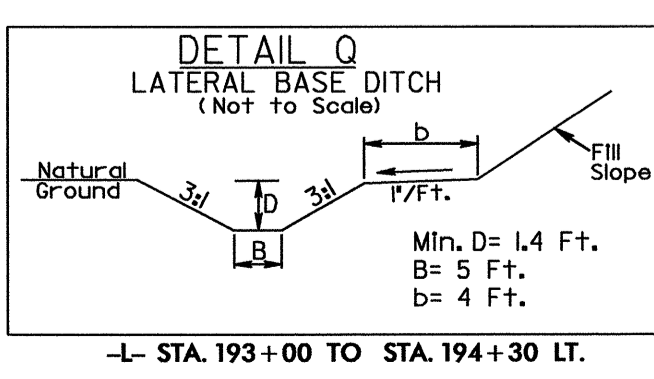 DETAIL Q
LATERAL BASE DITCH
(Not to Scale)
b
Natural
Ground
3:1
D
3:1
1"/Ft.
Fill
Slope
B
Min. D= 1.4 Ft.
B= 5 Ft.
b= 4 Ft.
-L- STA. 193+00 TO STA. 194+30 LT.